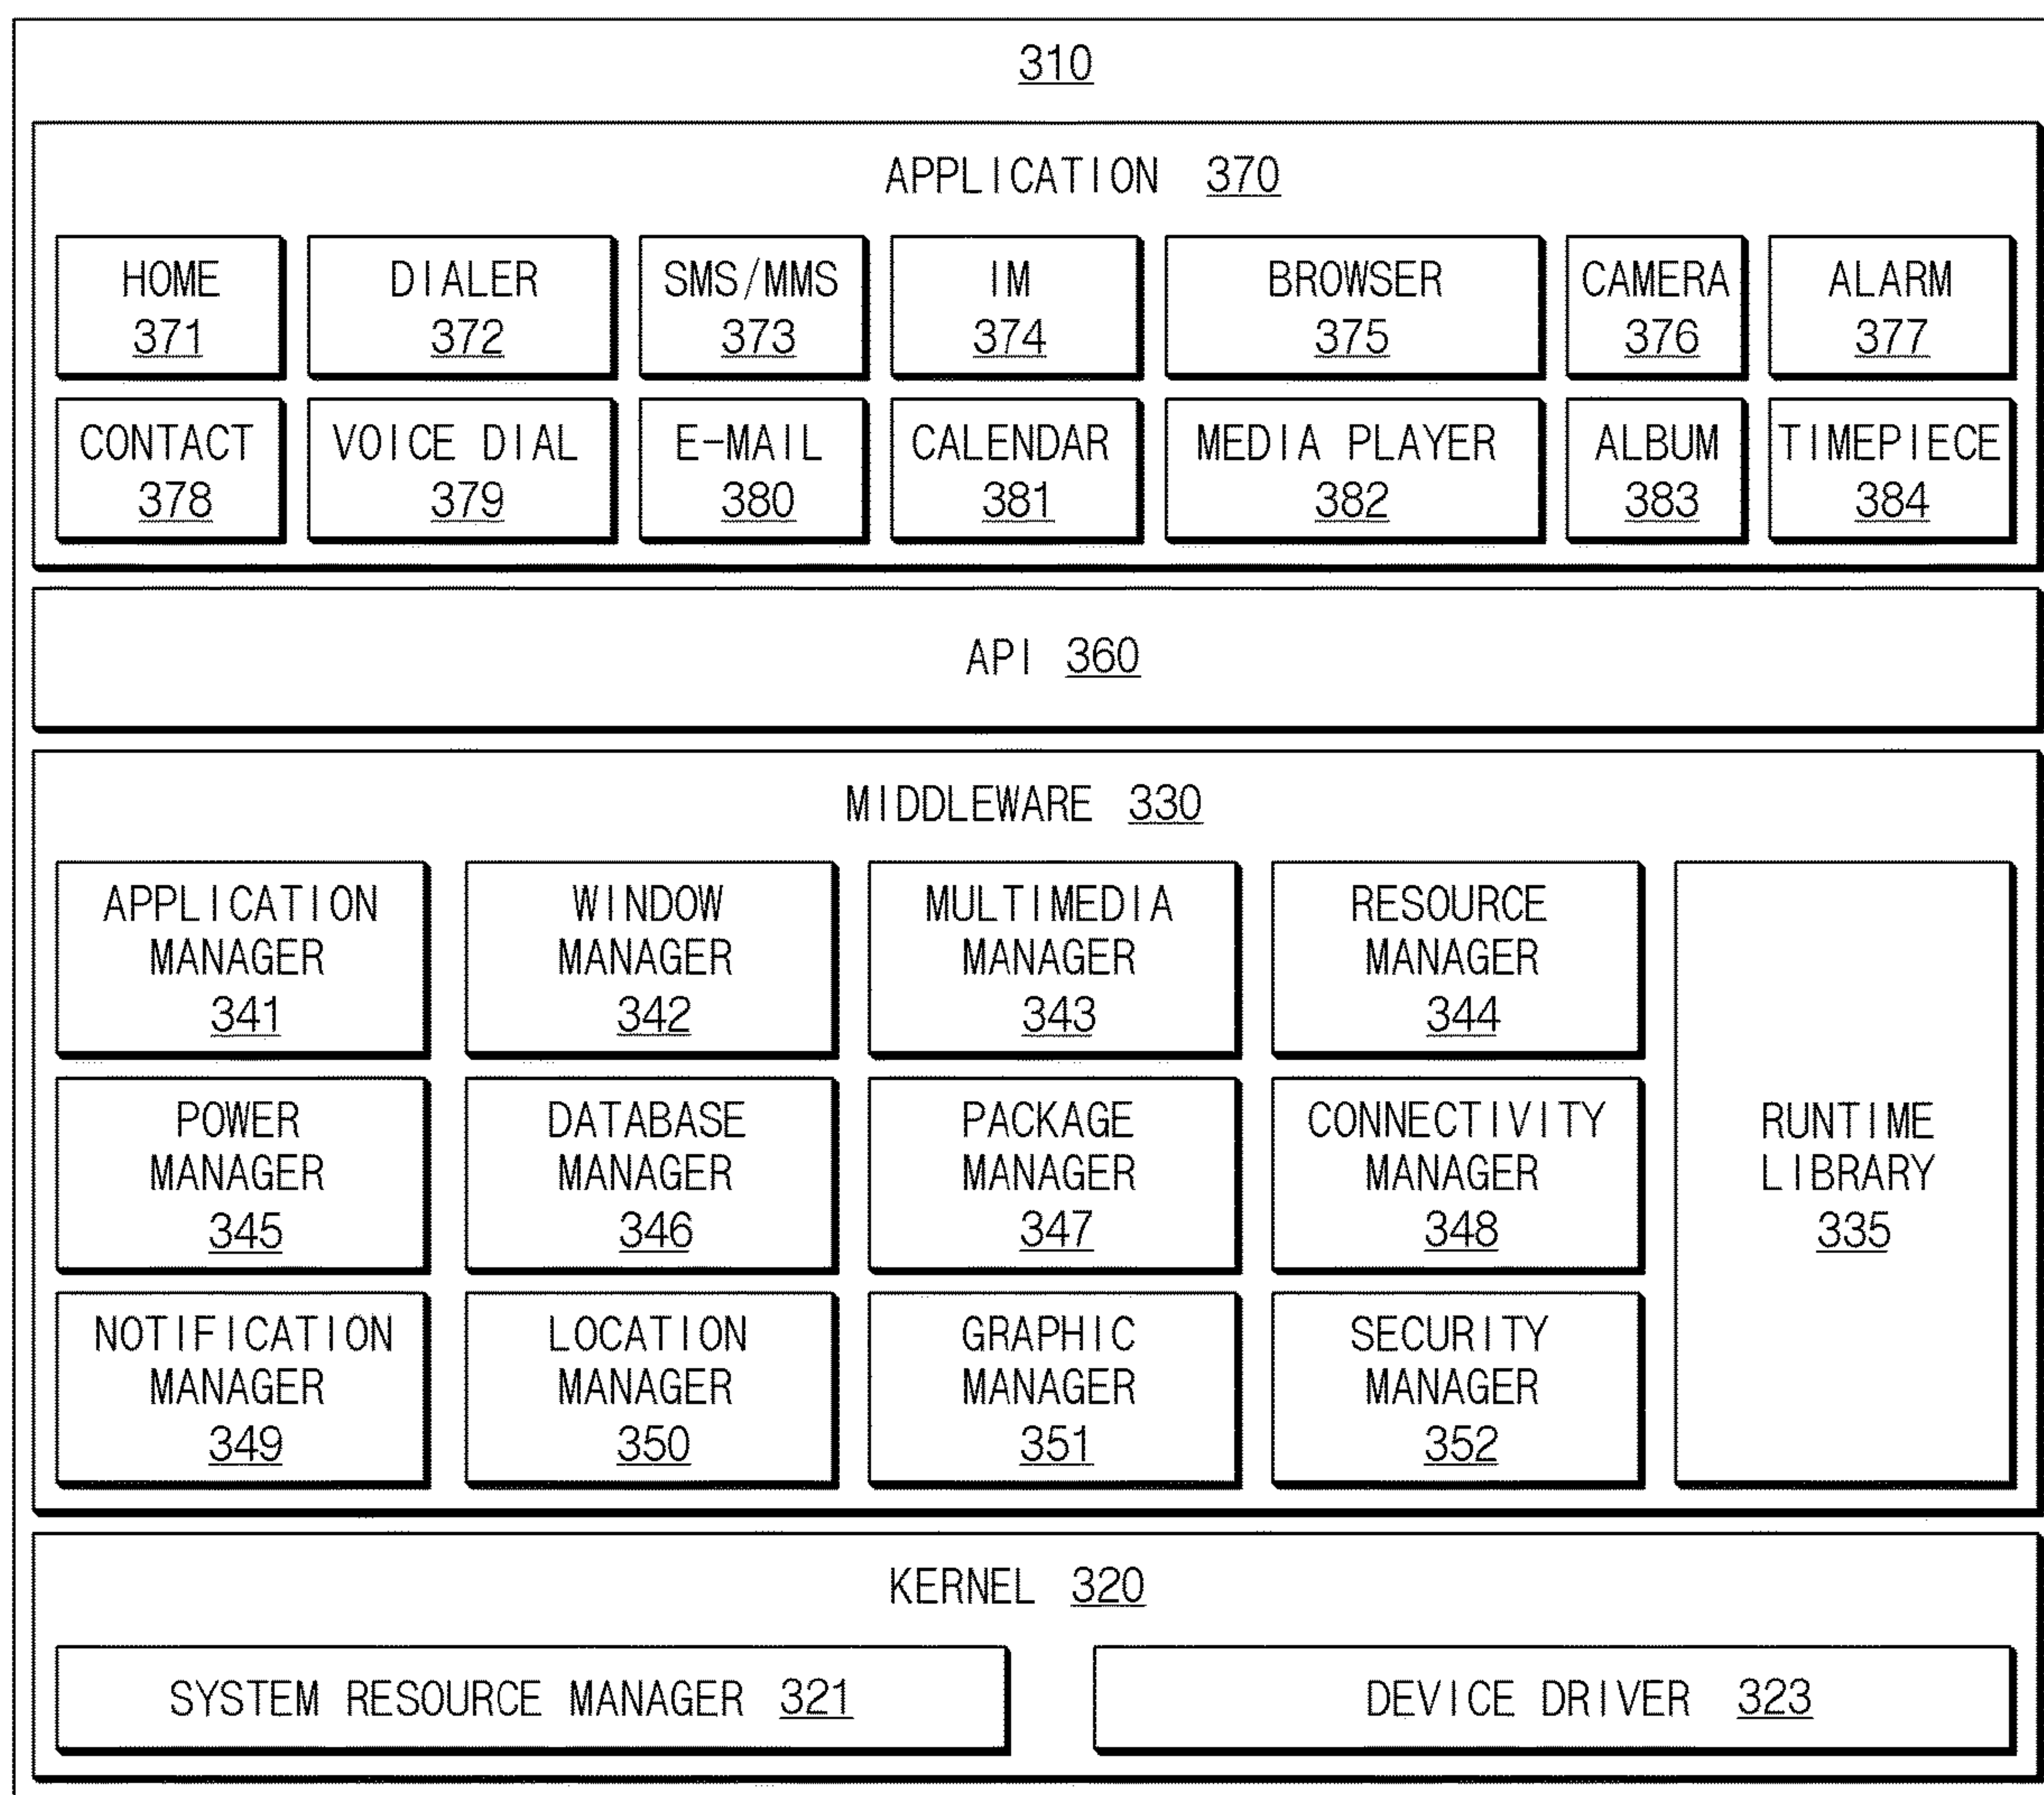 310
APPLICATION 370
HOME
371
DIALER
372
SMS/MMS
373
IM
374
BROWSER
375
CAMERA
376
ALARM
377
CONTACT
378
VOICE DIAL
379
E-MAIL
380
CALENDAR
381
MEDIA PLAYER
382
ALBUM
383
TIMEPIECE
384
API 360
MIDDLEWARE 330
APPLICATION
MANAGER
341
WINDOW
MANAGER
342
MULTIMEDIA
MANAGER
343
RESOURCE
MANAGER
344
POWER
MANAGER
345
DATABASE
MANAGER
346
PACKAGE
MANAGER
347
CONNECTIVITY
MANAGER
348
NOTIFICATION
MANAGER
349
LOCATION
MANAGER
350
GRAPHIC
MANAGER
351
SECURITY
MANAGER
352
RUNTIME
LIBRARY
335
KERNEL 320
SYSTEM RESOURCE MANAGER 321
DEVICE DRIVER 323